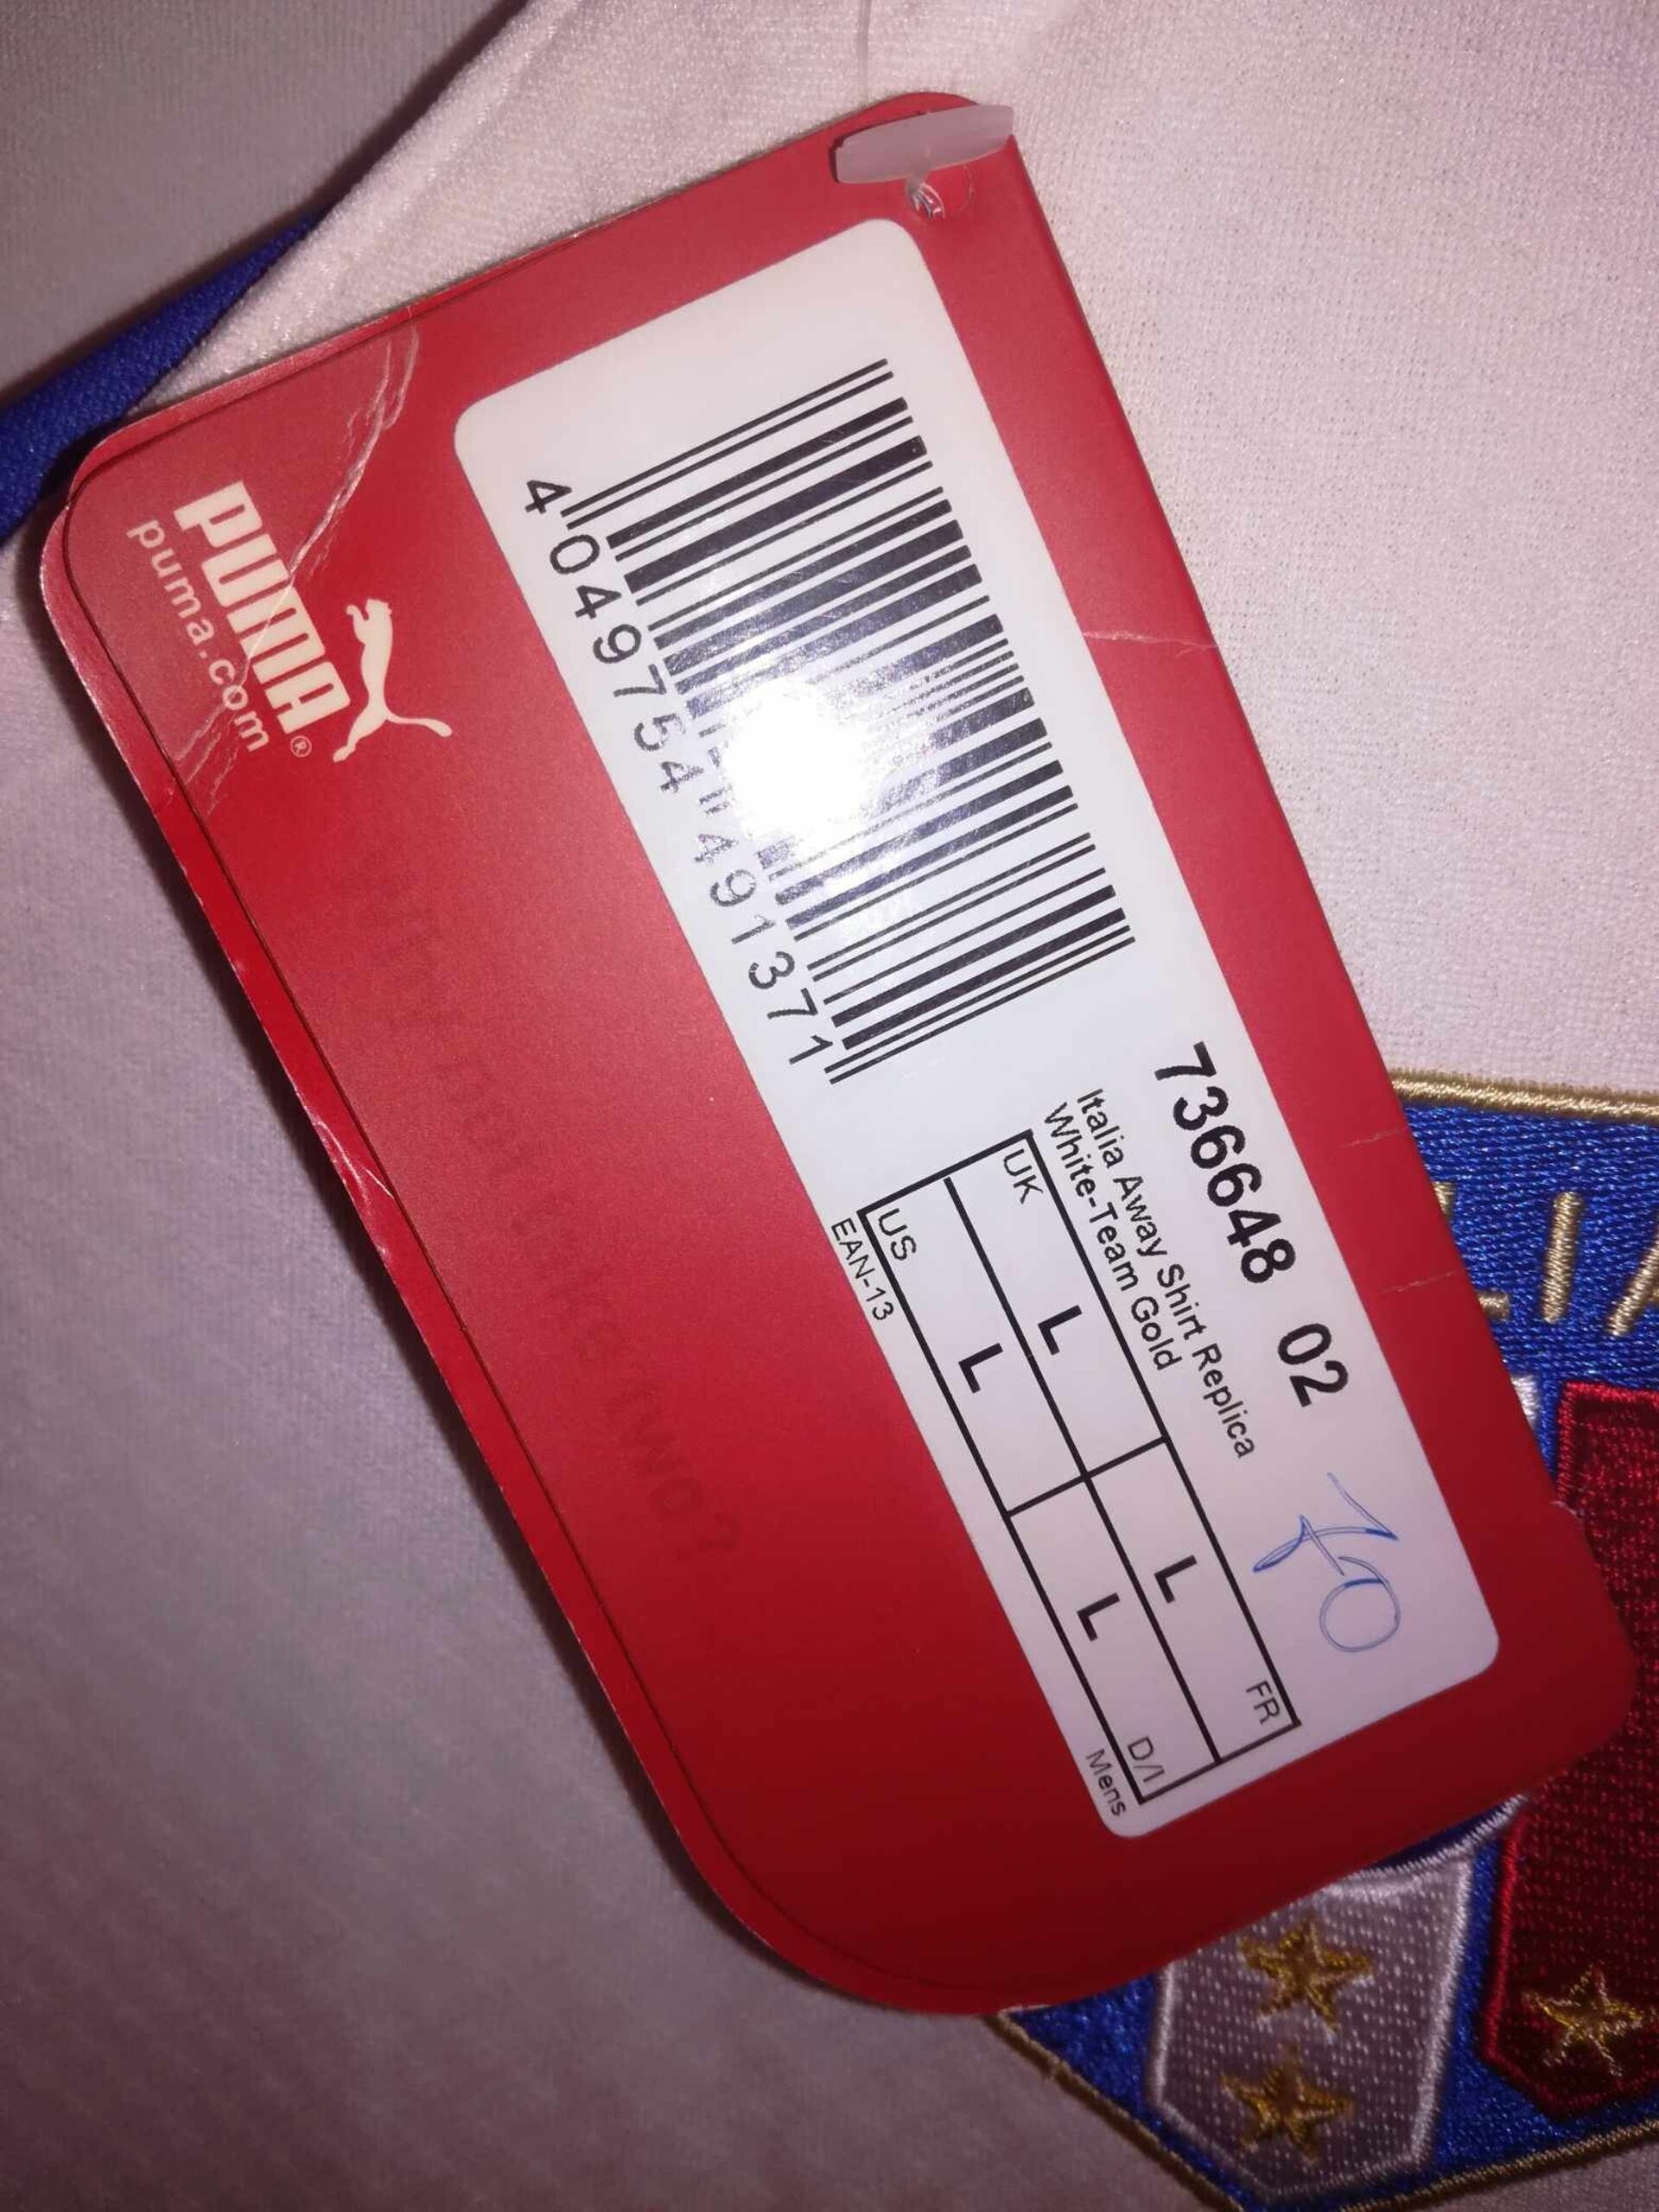 736648 02 70
Italia Away Shirt Replica
White-Team Gold
UK L L FR
US L L D/I
EAN-13 Mens
4 049754 491371
PUMA®
puma.com
LIA